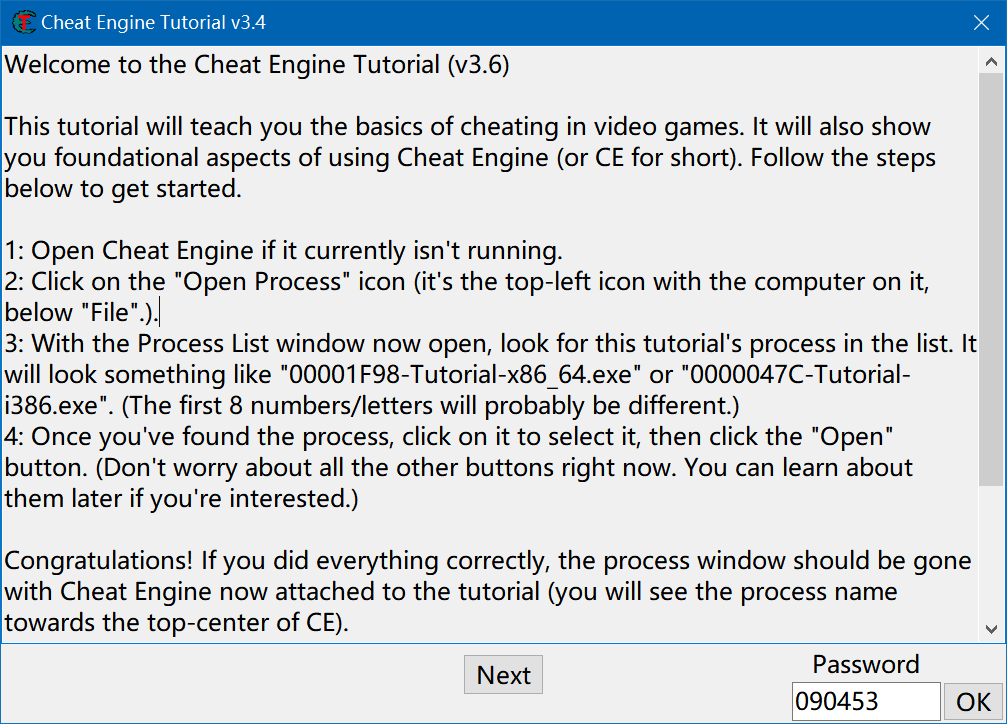 Cheat Engine Tutorial v3.4
Welcome to the Cheat Engine Tutorial (v3.6)
This tutorial will teach you the basics of cheating in video games. It will also show
you foundational aspects of using Cheat Engine (or CE for short). Follow the steps
below to get started.
1: Open Cheat Engine if it currently isn't running.
2: Click on the "Open Process" icon (it's the top-left icon with the computer on it,
below "File".).
3: With the Process List window now open, look for this tutorial's process in the list. It
will look something like "00001F98-Tutorial-x86_64.exe" or "0000047C-Tutorial-
i386.exe". (The first 8 numbers/letters will probably be different.)
4: Once you've found the process, click on it to select it, then click the "Open"
button. (Don't worry about all the other buttons right now. You can learn about
them later if you're interested.)
Congratulations! If you did everything correctly, the process window should be gone
with Cheat Engine now attached to the tutorial (you will see the process name
towards the top-center of CE).
Next
Password
090453
OK